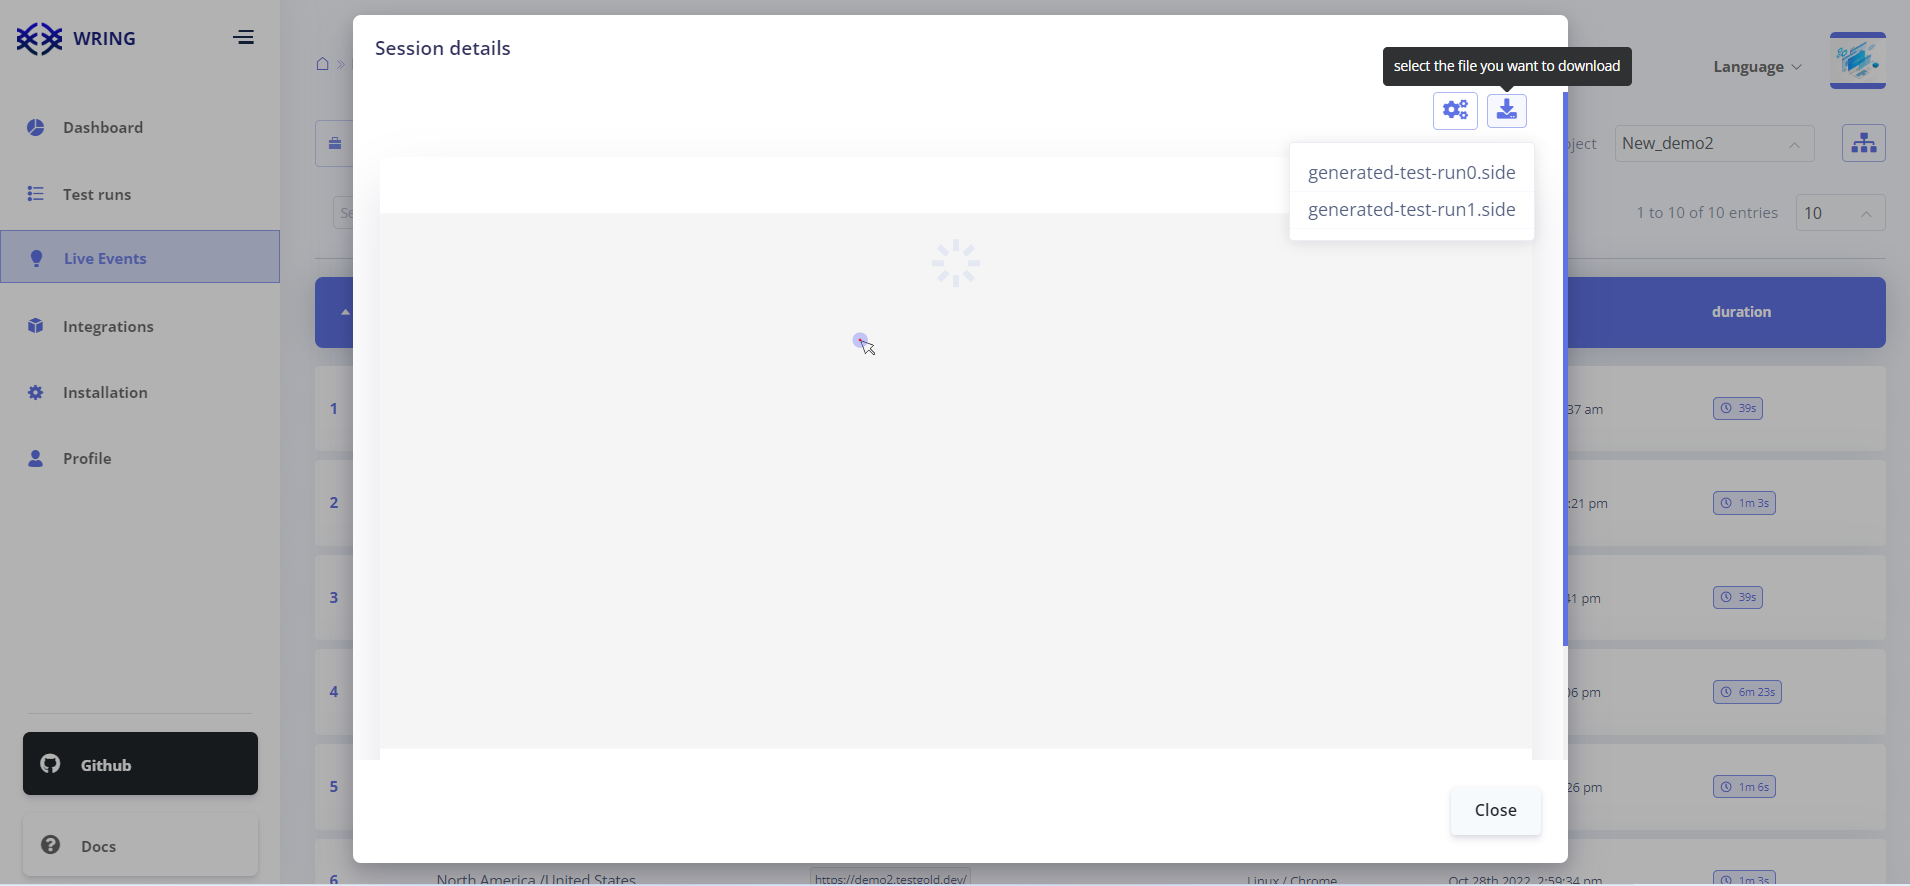 WRING
Dashboard
Test runs
Live Events
Integrations
Installation
Profile
Github
Docs
Session details
select the file you want to download
generated-test-run0.side
generated-test-run1.side
Close
Language
New_demo2
1 to 10 of 10 entries
10
duration
1
37 am
39s
2
:21 pm
1m 3s
3
41 pm
39s
4
06 pm
6m 23s
5
26 pm
1m 6s
6
North America /United States
https://demo2.testgold.dev/
Linux / Chrome
Oct 28th 2022, 2:59:34 pm
1m 3s